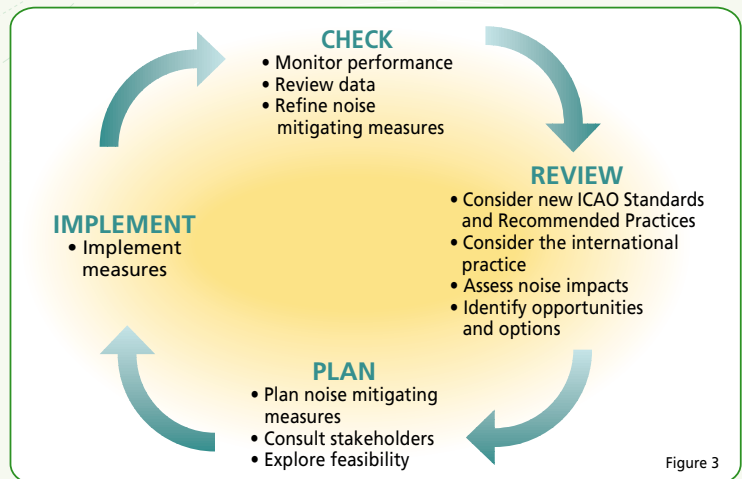 CHECK
• Monitor performance
• Review data
• Refine noise
mitigating measures
REVIEW
• Consider new ICAO Standards
and Recommended Practices
• Consider the international
practice
• Assess noise impacts
• Identify opportunities
and options
IMPLEMENT
• Implement
measures
PLAN
• Plan noise mitigating
measures
• Consult stakeholders
• Explore feasibility
Figure 3